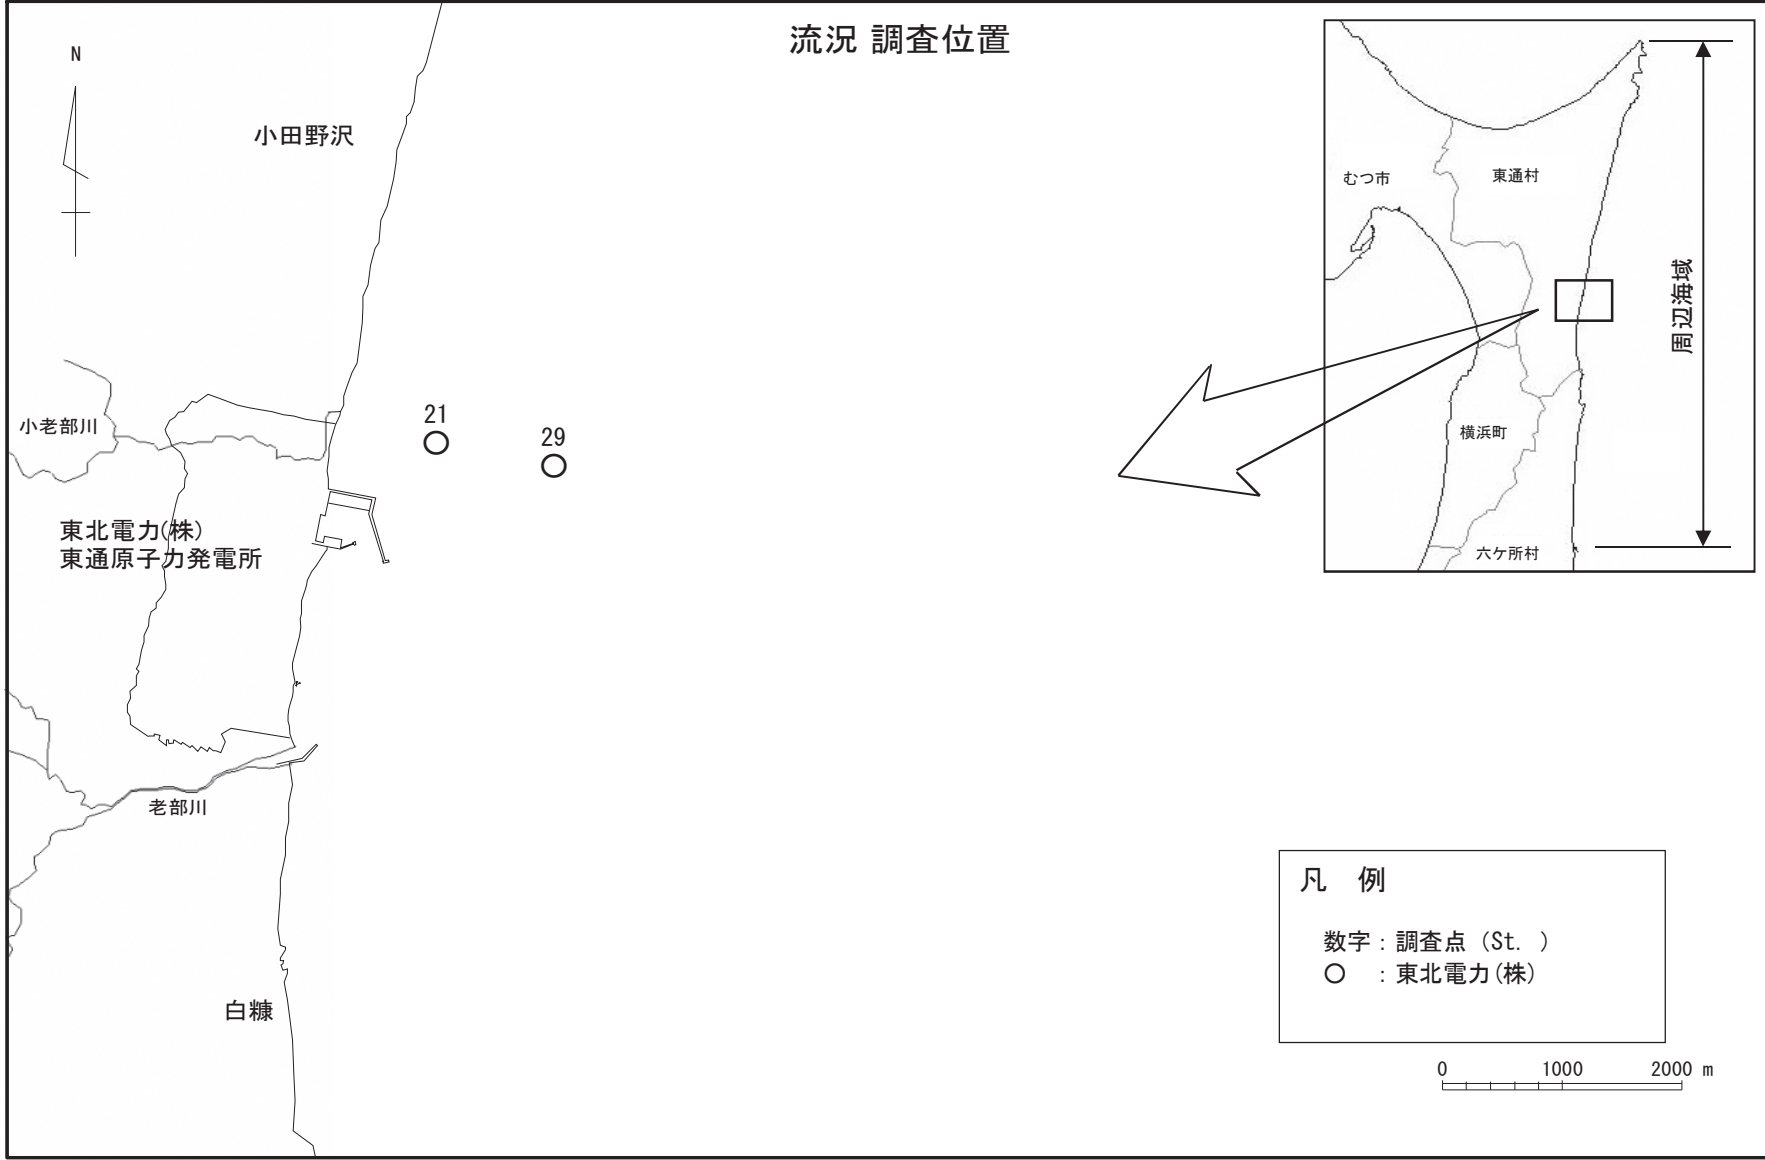 流況 調査位置
N
小田野沢
むつ市
東通村
周辺海域
横浜町
六ケ所村
21
29
小老部川
東北電力(株)
東通原子力発電所
老部川
白糠
凡 例
数字：調査点（St. ）
○ ：東北電力(株)
0 1000 2000 m